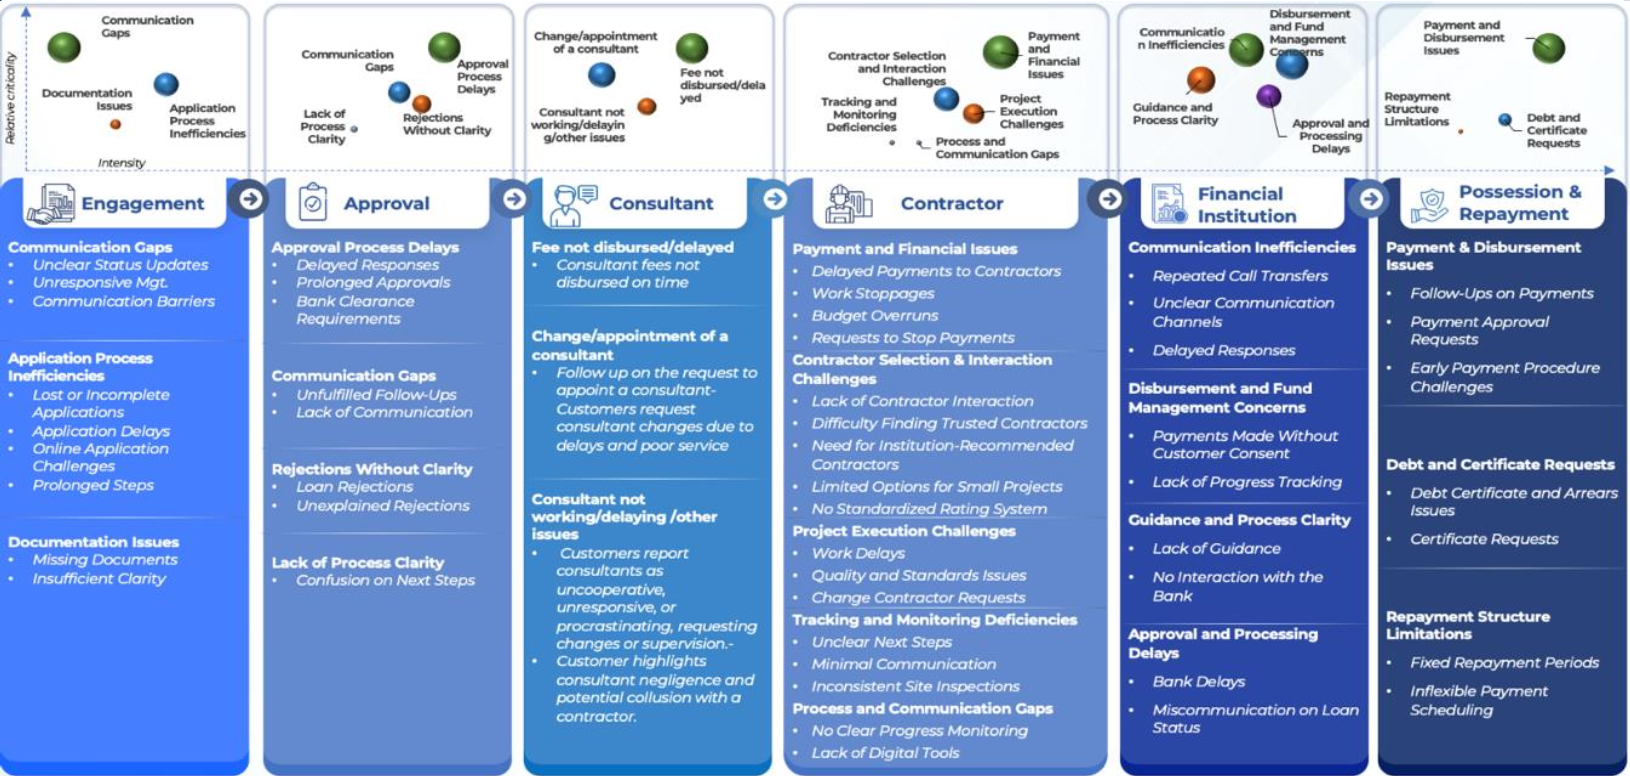 Relative criticality
Communication
Gaps
Documentation
Issues
Application
Process
Inefficiencies
Intensity
Communication
Gaps
Approval
Process
Delays
Lack of
Process
Clarity
Rejections
Without Clarity
Change/appointment
of a consultant
Fee not
disbursed/dela
yed
Consultant not
working/delayin
g/other issues
Contractor Selection
and Interaction
Challenges
Payment
and
Financial
Issues
Tracking and
Monitoring
Deficiencies
Project
Execution
Challenges
Process and
Communication Gaps
Communicatio
n Inefficiencies
Disbursement
and Fund
Management
Concerns
Guidance and
Process Clarity
Approval and
Processing
Delays
Payment and
Disbursement
Issues
Repayment
Structure
Limitations
Debt and
Certificate
Requests
Engagement
Communication Gaps
• Unclear Status Updates
• Unresponsive Mgt.
• Communication Barriers
Application Process
Inefficiencies
• Lost or Incomplete
Applications
• Application Delays
• Online Application
Challenges
• Prolonged Steps
Documentation Issues
• Missing Documents
• Insufficient Clarity
Approval
Approval Process Delays
• Delayed Responses
• Prolonged Approvals
• Bank Clearance
Requirements
Communication Gaps
• Unfulfilled Follow-Ups
• Lack of Communication
Rejections Without Clarity
• Loan Rejections
• Unexplained Rejections
Lack of Process Clarity
• Confusion on Next Steps
Consultant
Fee not disbursed/delayed
• Consultant fees not
disbursed on time
Change/appointment of a
consultant
• Follow up on the request to
appoint a consultant-
Customers request
consultant changes due to
delays and poor service
Consultant not
working/delaying /other
issues
• Customers report
consultants as
uncooperative,
unresponsive, or
procrastinating, requesting
changes or supervision.-
• Customer highlights
consultant negligence and
potential collusion with a
contractor.
Contractor
Payment and Financial Issues
• Delayed Payments to Contractors
• Work Stoppages
• Budget Overruns
• Requests to Stop Payments
Contractor Selection & Interaction
Challenges
• Lack of Contractor Interaction
• Difficulty Finding Trusted Contractors
• Need for Institution-Recommended
Contractors
• Limited Options for Small Projects
• No Standardized Rating System
Project Execution Challenges
• Work Delays
• Quality and Standards Issues
• Change Contractor Requests
Tracking and Monitoring Deficiencies
• Unclear Next Steps
• Minimal Communication
• Inconsistent Site Inspections
Process and Communication Gaps
• No Clear Progress Monitoring
• Lack of Digital Tools
Financial
Institution
Communication Inefficiencies
• Repeated Call Transfers
• Unclear Communication
Channels
• Delayed Responses
Disbursement and Fund
Management Concerns
• Payments Made Without
Customer Consent
• Lack of Progress Tracking
Guidance and Process Clarity
• Lack of Guidance
• No Interaction with the
Bank
Approval and Processing
Delays
• Bank Delays
• Miscommunication on Loan
Status
Possession &
Repayment
Payment & Disbursement
Issues
• Follow-Ups on Payments
• Payment Approval
Requests
• Early Payment Procedure
Challenges
Debt and Certificate Requests
• Debt Certificate and Arrears
Issues
• Certificate Requests
Repayment Structure
Limitations
• Fixed Repayment Periods
• Inflexible Payment
Scheduling